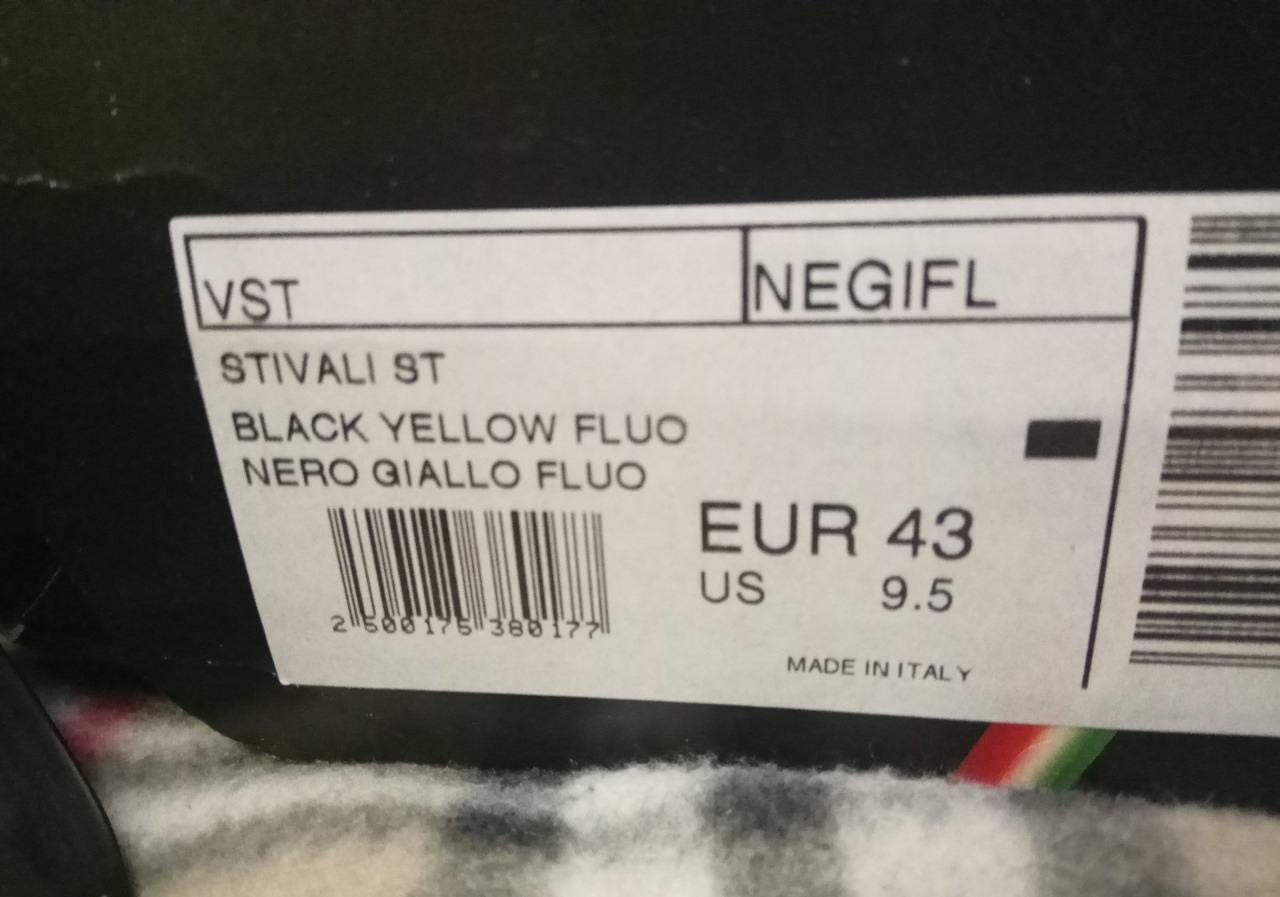 VST NEGIFL
STIVALI ST
BLACK YELLOW FLUO
NERO GIALLO FLUO
EUR 43
US 9.5
2 500175 380177
MADE IN ITALY